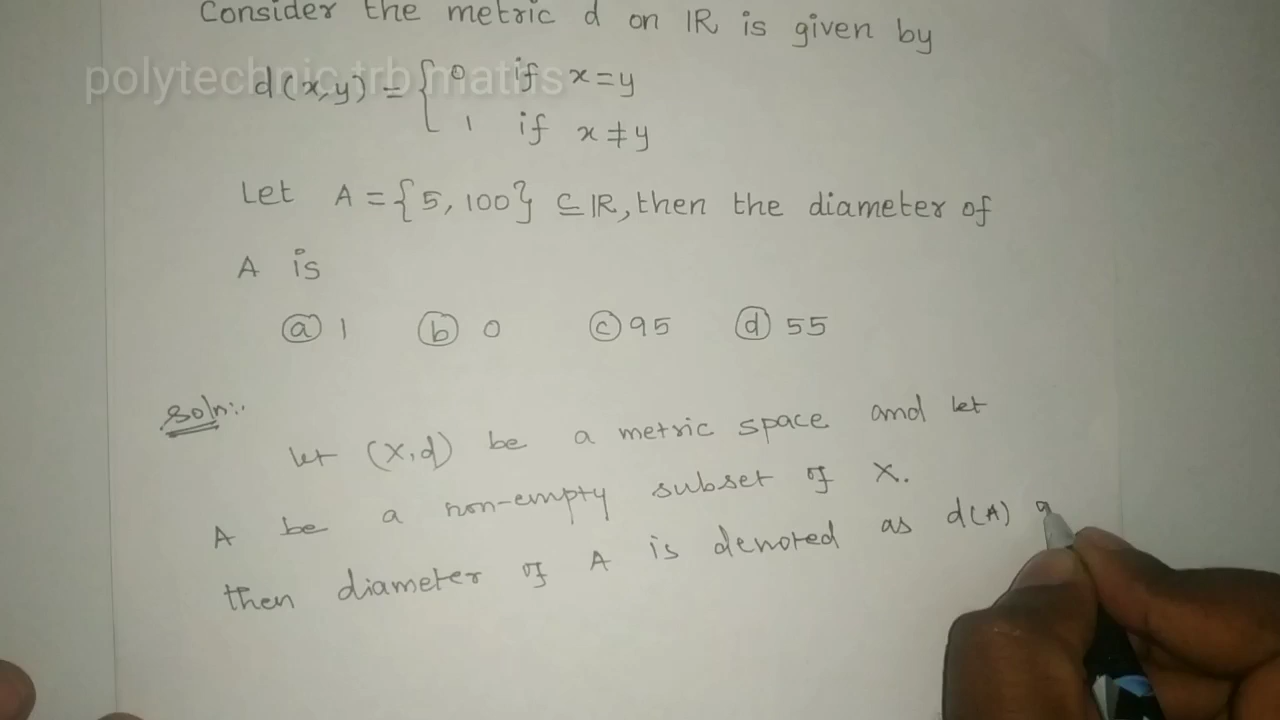 Consider the metric d on IR is given by
polytechnic trb maths
d(x,y) = { 0 if x=y
1 if x≠y
Let A = {5, 100} ⊆ IR, then the diameter of
A is
ⓐ 1 ⓑ 0 ⓒ 95 ⓓ 55
Soln:.
let (X,d) be a metric space and let
A be a non-empty subset of X.
then diameter of A is denoted as d(A)